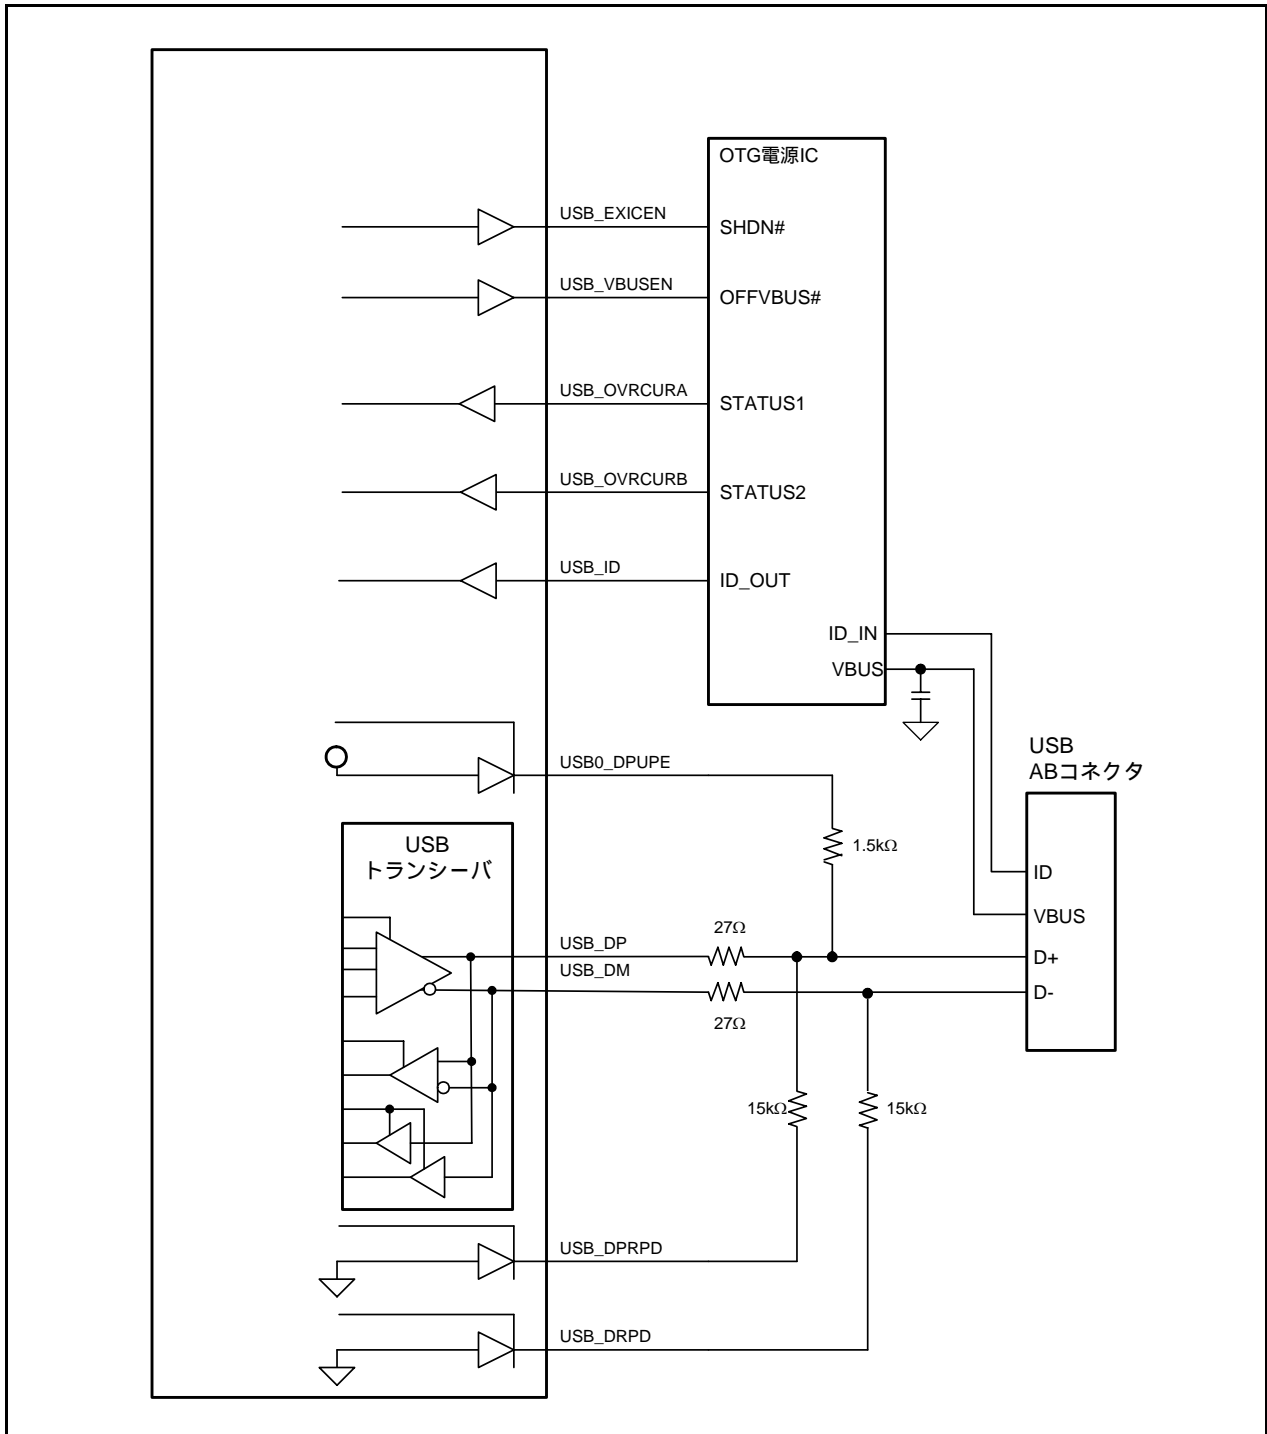 OTG電源IC
USB_EXICEN
SHDN#
USB_VBUSEN
OFFVBUS#
USB_OVRCURA
STATUS1
USB_OVRCURB
STATUS2
USB_ID
ID_OUT
ID_IN
VBUS
USB
ABコネクタ
USB0_DPUPE
1.5kΩ
USB
トランシーバ
ID
VBUS
27Ω
USB_DP
D+
USB_DM
D-
27Ω
15kΩ
15kΩ
USB_DPRPD
USB_DRPD